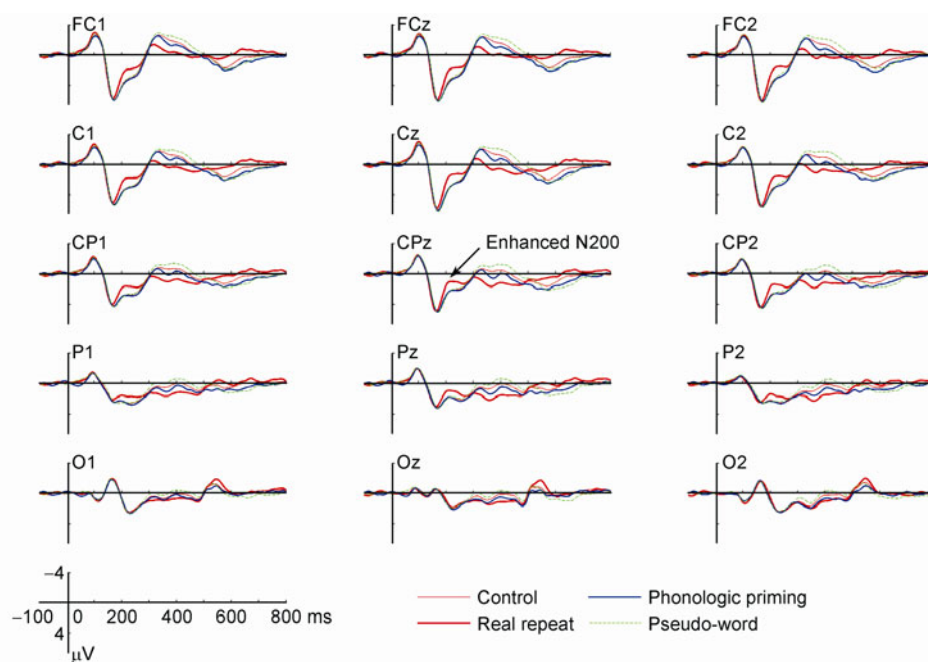 FC1 FCz FC2
C1 Cz C2
CP1 CPz CP2
Enhanced N200
P1 Pz P2
O1 Oz O2
−4
−100 0 200 400 600 800 ms
4
μV
Control Phonologic priming
Real repeat Pseudo-word